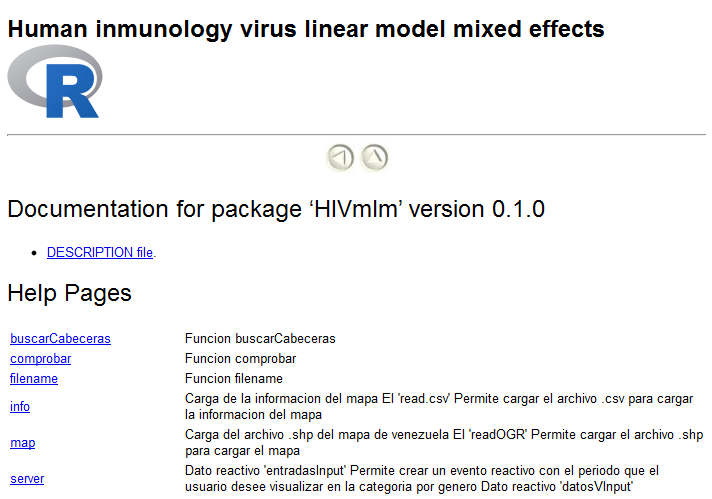 Human inmunology virus linear model mixed effects
R
Documentation for package ‘HIVmlm’ version 0.1.0
• DESCRIPTION file.
Help Pages
buscarCabeceras Funcion buscarCabeceras
comprobar Funcion comprobar
filename Funcion filename
info Carga de la informacion del mapa El 'read.csv' Permite cargar el archivo .csv para cargar
la informacion del mapa
map Carga del archivo .shp del mapa de venezuela El 'readOGR' Permite cargar el archivo .shp
para cargar el mapa
server Dato reactivo 'entradasInput' Permite crear un evento reactivo con el periodo que el
usuario desee visualizar en la categoria por genero Dato reactivo 'datosVInput'